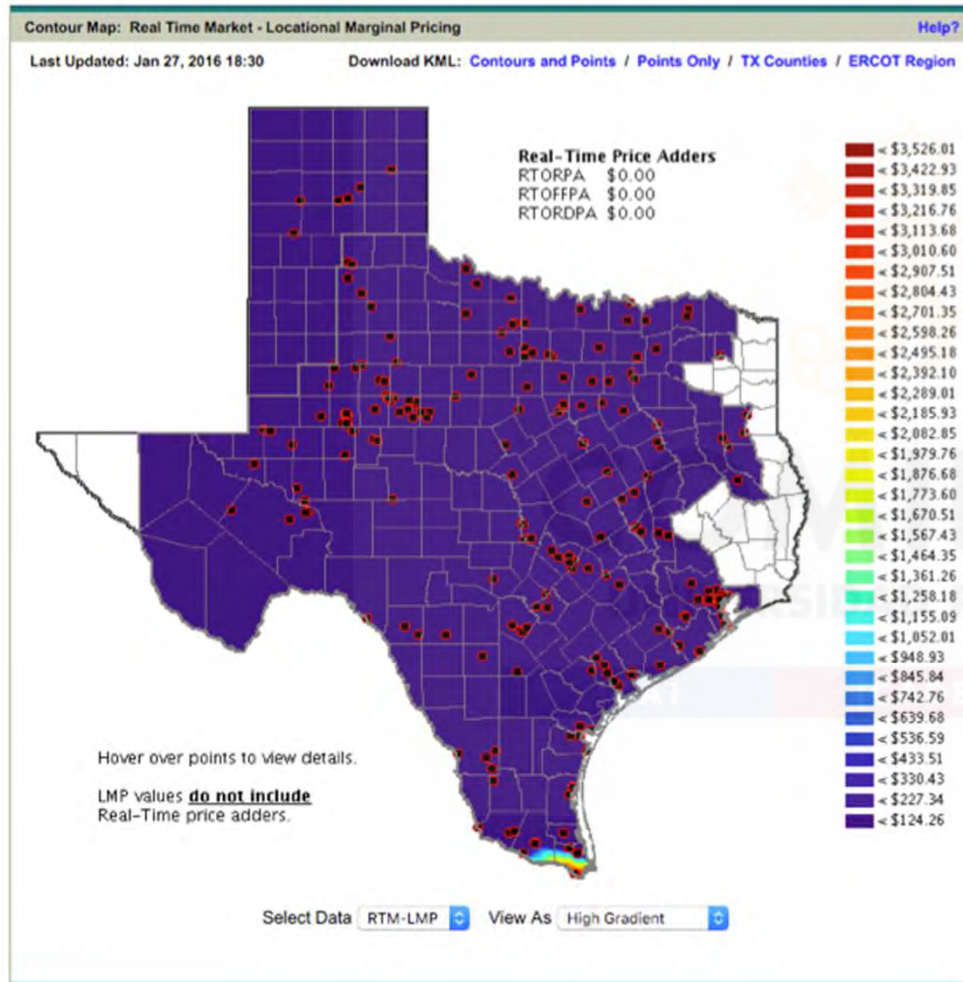 Contour Map: Real Time Market - Locational Marginal Pricing
Help?
Last Updated: Jan 27, 2016 18:30
Download KML: Contours and Points / Points Only / TX Counties / ERCOT Region
Real-Time Price Adders
RTORPA $0.00
RTOFFPA $0.00
RTORDPA $0.00
< $3,526.01
< $3,422.93
< $3,319.85
< $3,216.76
< $3,113.68
< $3,010.60
< $2,907.51
< $2,804.43
< $2,701.35
< $2,598.26
< $2,495.18
< $2,392.10
< $2,289.01
< $2,185.93
< $2,082.85
< $1,979.76
< $1,876.68
< $1,773.60
< $1,670.51
< $1,567.43
< $1,464.35
< $1,361.26
< $1,258.18
< $1,155.09
< $1,052.01
< $948.93
< $845.84
< $742.76
< $639.68
< $536.59
< $433.51
< $330.43
< $227.34
< $124.26
Hover over points to view details.
LMP values do not include
Real-Time price adders.
Select Data RTM-LMP View As High Gradient